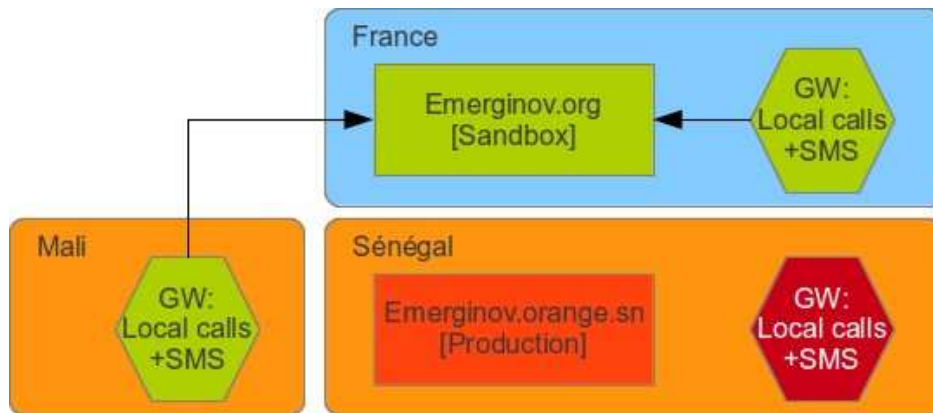 France
Emerginov.org
[Sandbox]
GW:
Local calls
+SMS
Mali
GW:
Local calls
+SMS
Sénégal
Emerginov.orange.sn
[Production]
GW:
Local calls
+SMS